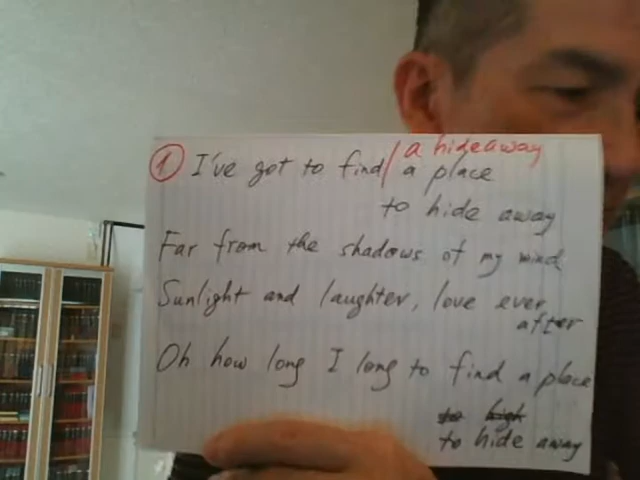 ① I've got to find / a hideaway
a place
to hide away
Far from the shadows of my mind
Sunlight and laughter, love ever
after
Oh how long I long to find a place
to high
to hide away